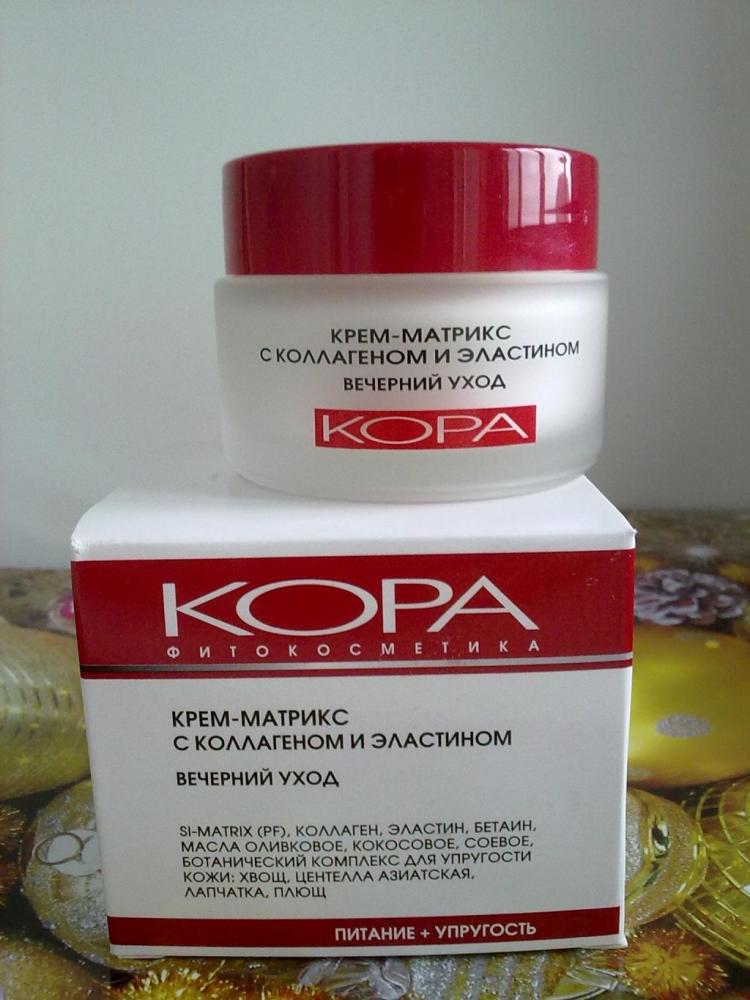 КРЕМ-МАТРИКС
С КОЛЛАГЕНОМ И ЭЛАСТИНОМ
ВЕЧЕРНИЙ УХОД
КОРА
КОРА
ФИТОКОСМЕТИКА
КРЕМ-МАТРИКС
С КОЛЛАГЕНОМ И ЭЛАСТИНОМ
ВЕЧЕРНИЙ УХОД
SI-MATRIX (PF), КОЛЛАГЕН, ЭЛАСТИН, БЕТАИН,
МАСЛА ОЛИВКОВОЕ, КОКОСОВОЕ, СОЕВОЕ,
БОТАНИЧЕСКИЙ КОМПЛЕКС ДЛЯ УПРУГОСТИ
КОЖИ: ХВОЩ, ЦЕНТЕЛЛА АЗИАТСКАЯ,
ЛАПЧАТКА, ПЛЮЩ
ПИТАНИЕ + УПРУГОСТЬ